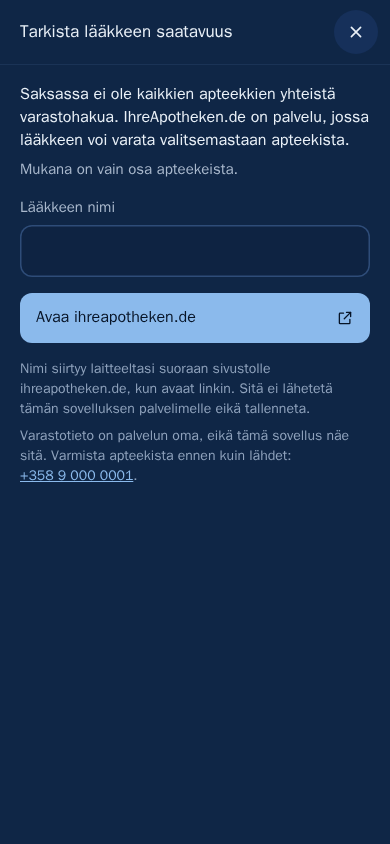 Tarkista lääkkeen saatavuus
Saksassa ei ole kaikkien apteekkien yhteistä
varastohakua. IhreApotheken.de on palvelu, jossa
lääkkeen voi varata valitsemastaan apteekista.
Mukana on vain osa apteekeista.
Lääkkeen nimi
Avaa ihreapotheken.de
Nimi siirtyy laitteeltasi suoraan sivustolle
ihreapotheken.de, kun avaat linkin. Sitä ei lähetetä
tämän sovelluksen palvelimelle eikä tallenneta.
Varastotieto on palvelun oma, eikä tämä sovellus näe
sitä. Varmista apteekista ennen kuin lähdet:
+358 9 000 0001.